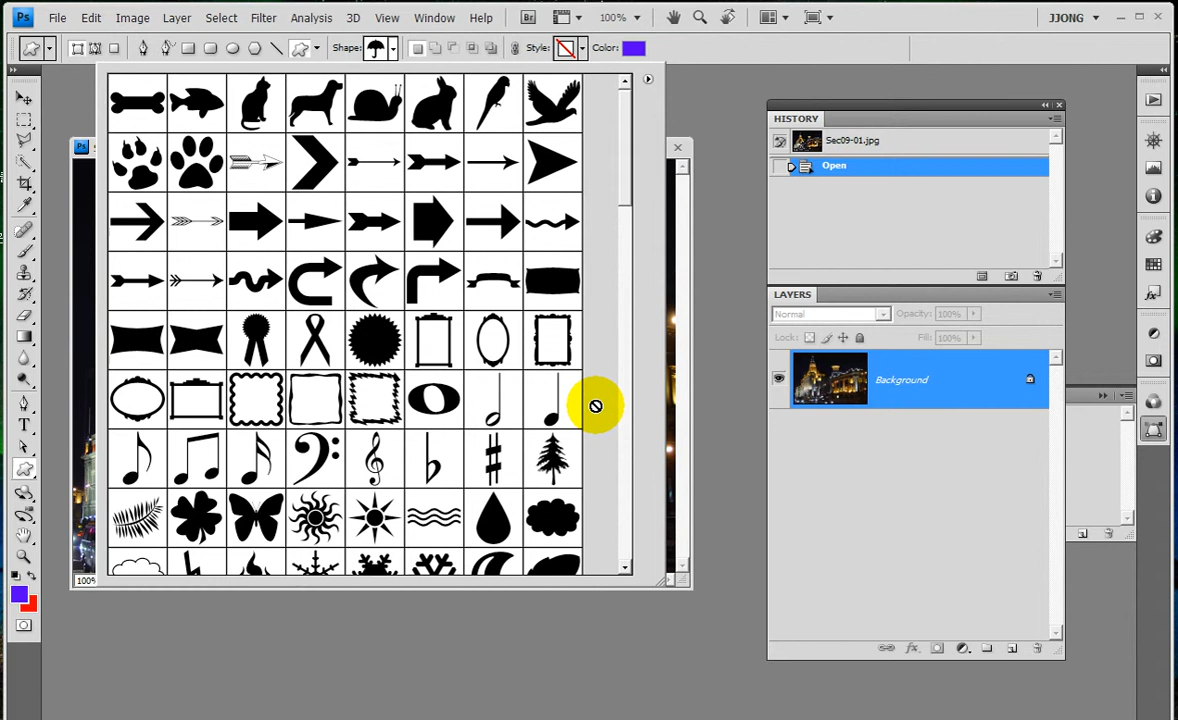 Ps File Edit Image Layer Select Filter Analysis 3D View Window Help Br 100% JJONG
Shape: Style: Color:
HISTORY
Sec09-01.jpg
Open
LAYERS
Normal Opacity: 100%
Lock: Fill: 100%
Background
Ps
T
100%